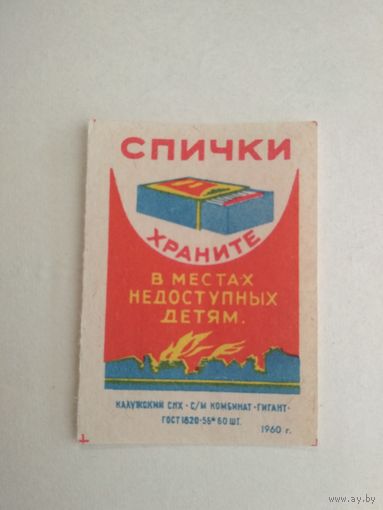 СПИЧКИ
ХРАНИТЕ
В МЕСТАХ
НЕДОСТУПНЫХ
ДЕТЯМ.
КАЛУЖСКИЙ СНХ • С/М КОМБИНАТ • ГИГАНТ •
ГОСТ 1820-56* 60 ШТ.
1960 г.
www.ay.by